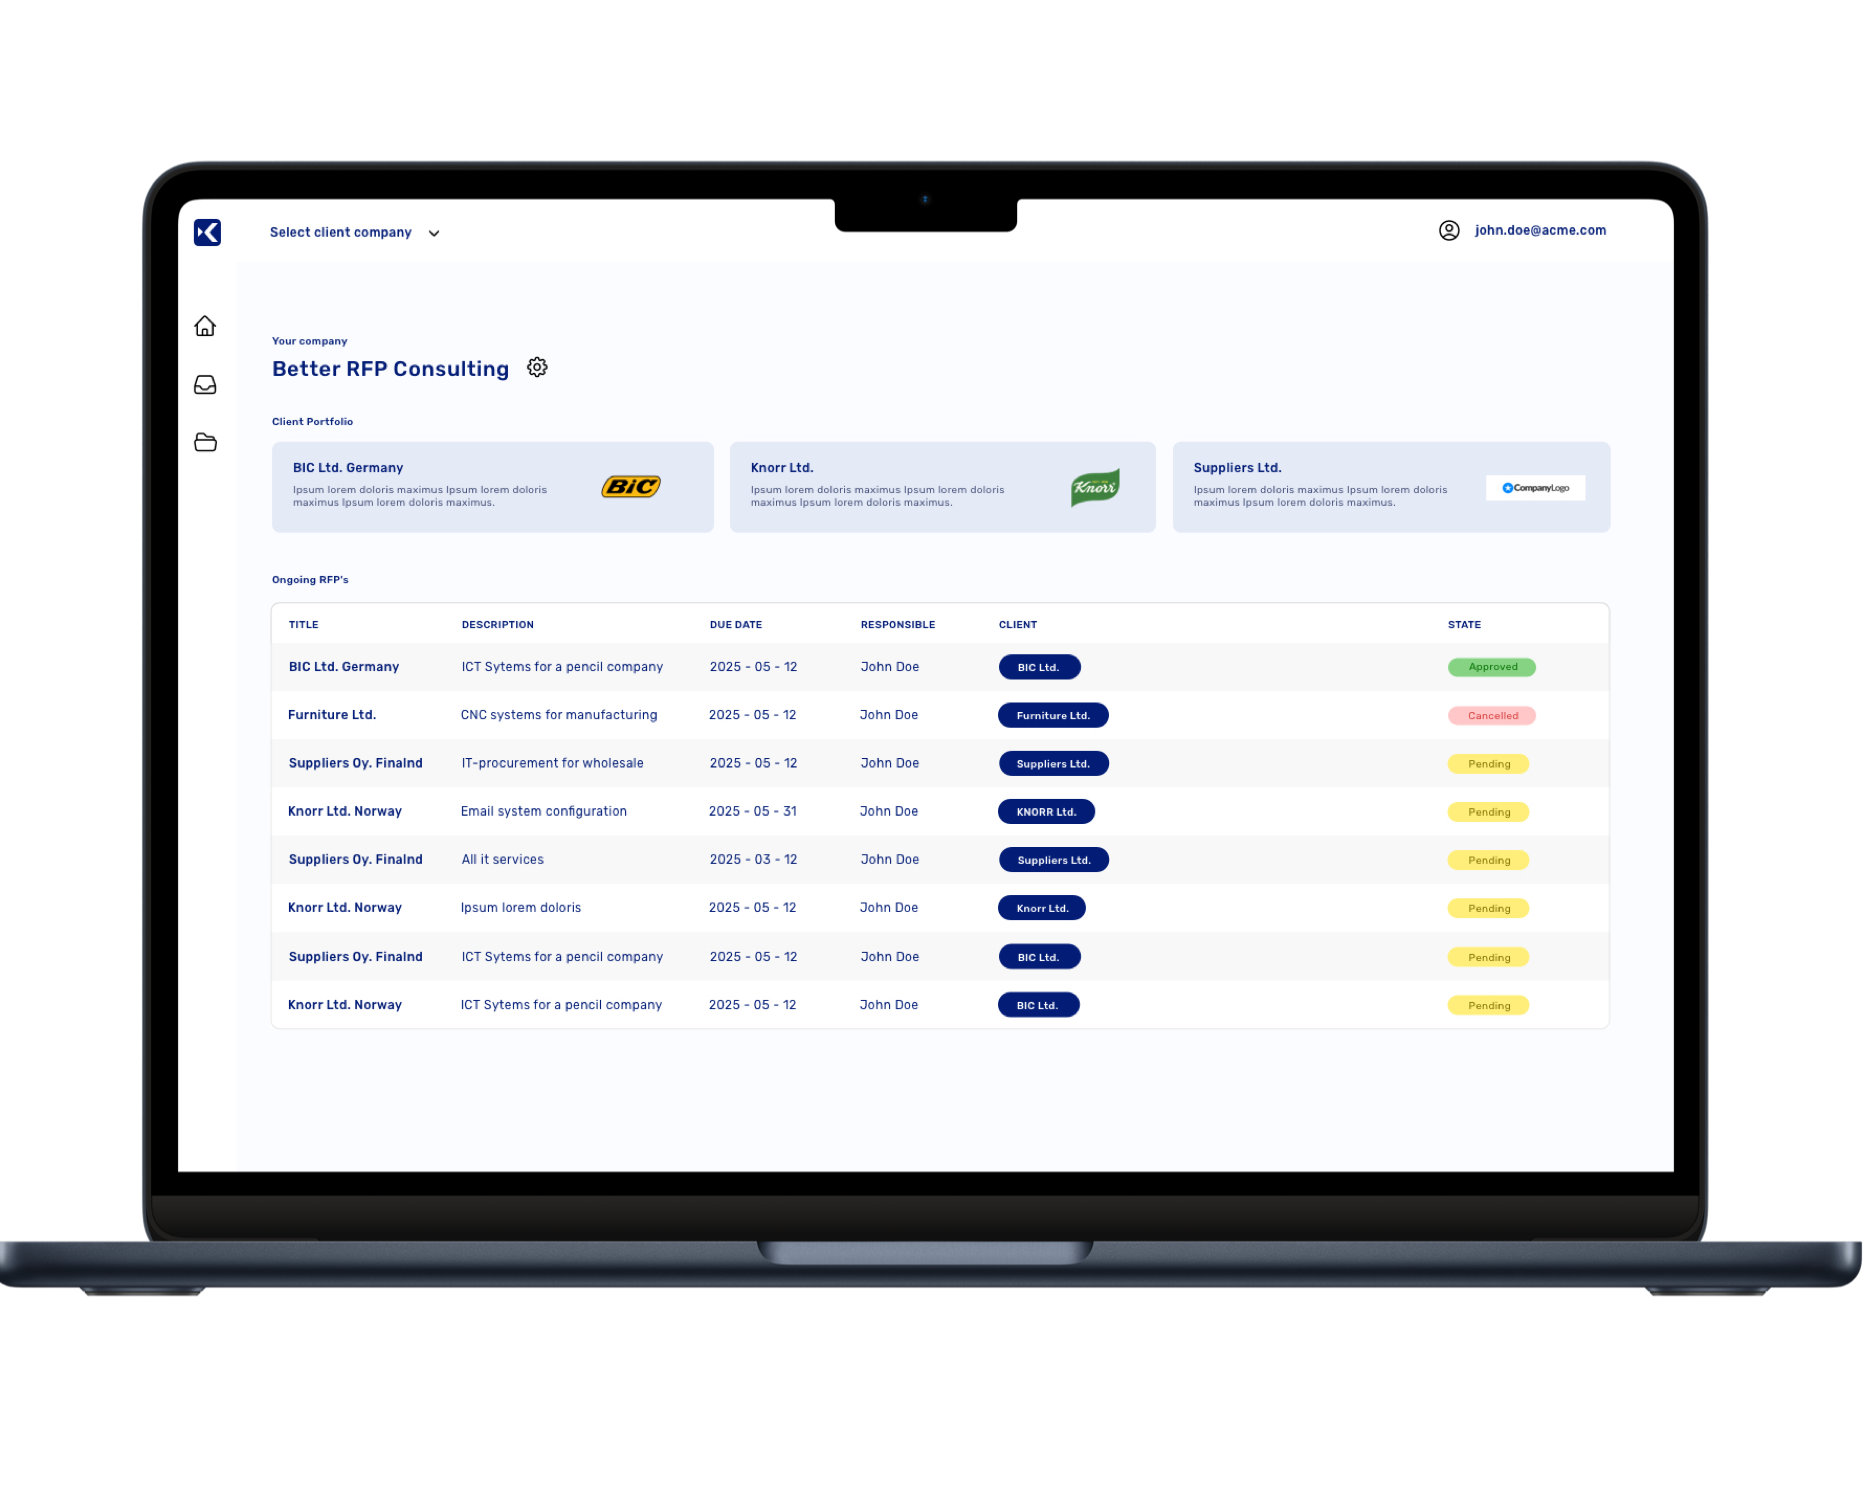 Select client company
john.doe@acme.com
Your company
Better RFP Consulting
Client Portfolio
BIC Ltd. Germany
Ipsum lorem doloris maximus Ipsum lorem doloris
maximus Ipsum lorem doloris maximus.
BIC
Knorr Ltd.
Ipsum lorem doloris maximus Ipsum lorem doloris
maximus Ipsum lorem doloris maximus.
Knorr
Suppliers Ltd.
Ipsum lorem doloris maximus Ipsum lorem doloris
maximus Ipsum lorem doloris maximus.
CompanyLogo
Ongoing RFP's
TITLE DESCRIPTION DUE DATE RESPONSIBLE CLIENT STATE
BIC Ltd. Germany ICT Sytems for a pencil company 2025 - 05 - 12 John Doe BIC Ltd. Approved
Furniture Ltd. CNC systems for manufacturing 2025 - 05 - 12 John Doe Furniture Ltd. Cancelled
Suppliers Oy. Finalnd IT-procurement for wholesale 2025 - 05 - 12 John Doe Suppliers Ltd. Pending
Knorr Ltd. Norway Email system configuration 2025 - 05 - 31 John Doe KNORR Ltd. Pending
Suppliers Oy. Finalnd All it services 2025 - 03 - 12 John Doe Suppliers Ltd. Pending
Knorr Ltd. Norway Ipsum lorem doloris 2025 - 05 - 12 John Doe Knorr Ltd. Pending
Suppliers Oy. Finalnd ICT Sytems for a pencil company 2025 - 05 - 12 John Doe BIC Ltd. Pending
Knorr Ltd. Norway ICT Sytems for a pencil company 2025 - 05 - 12 John Doe BIC Ltd. Pending